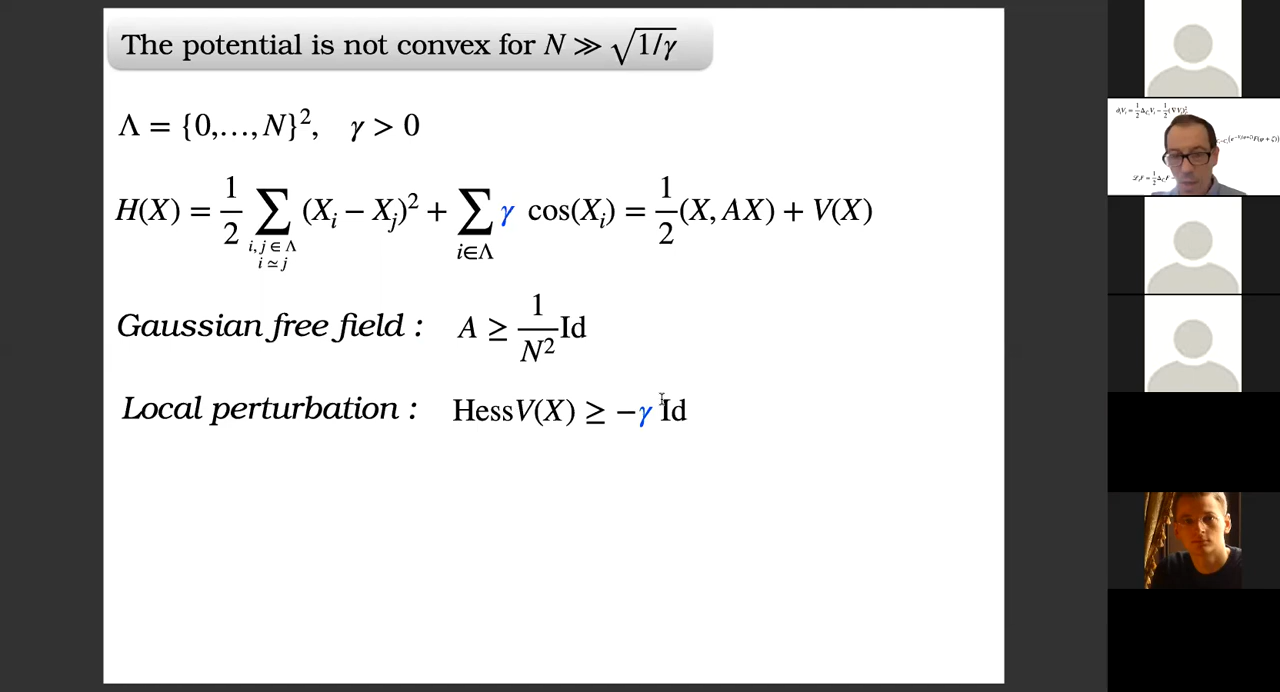 The potential is not convex for N ≫ √1/γ
Λ = {0,…,N}², γ > 0
H(X) = 1/2 ∑_{i,j∈Λ, i≃j} (X_i − X_j)² + ∑_{i∈Λ} γ cos(X_i) = 1/2 (X, AX) + V(X)
Gaussian free field : A ≥ 1/N² Id
Local perturbation : HessV(X) ≥ −γ Id